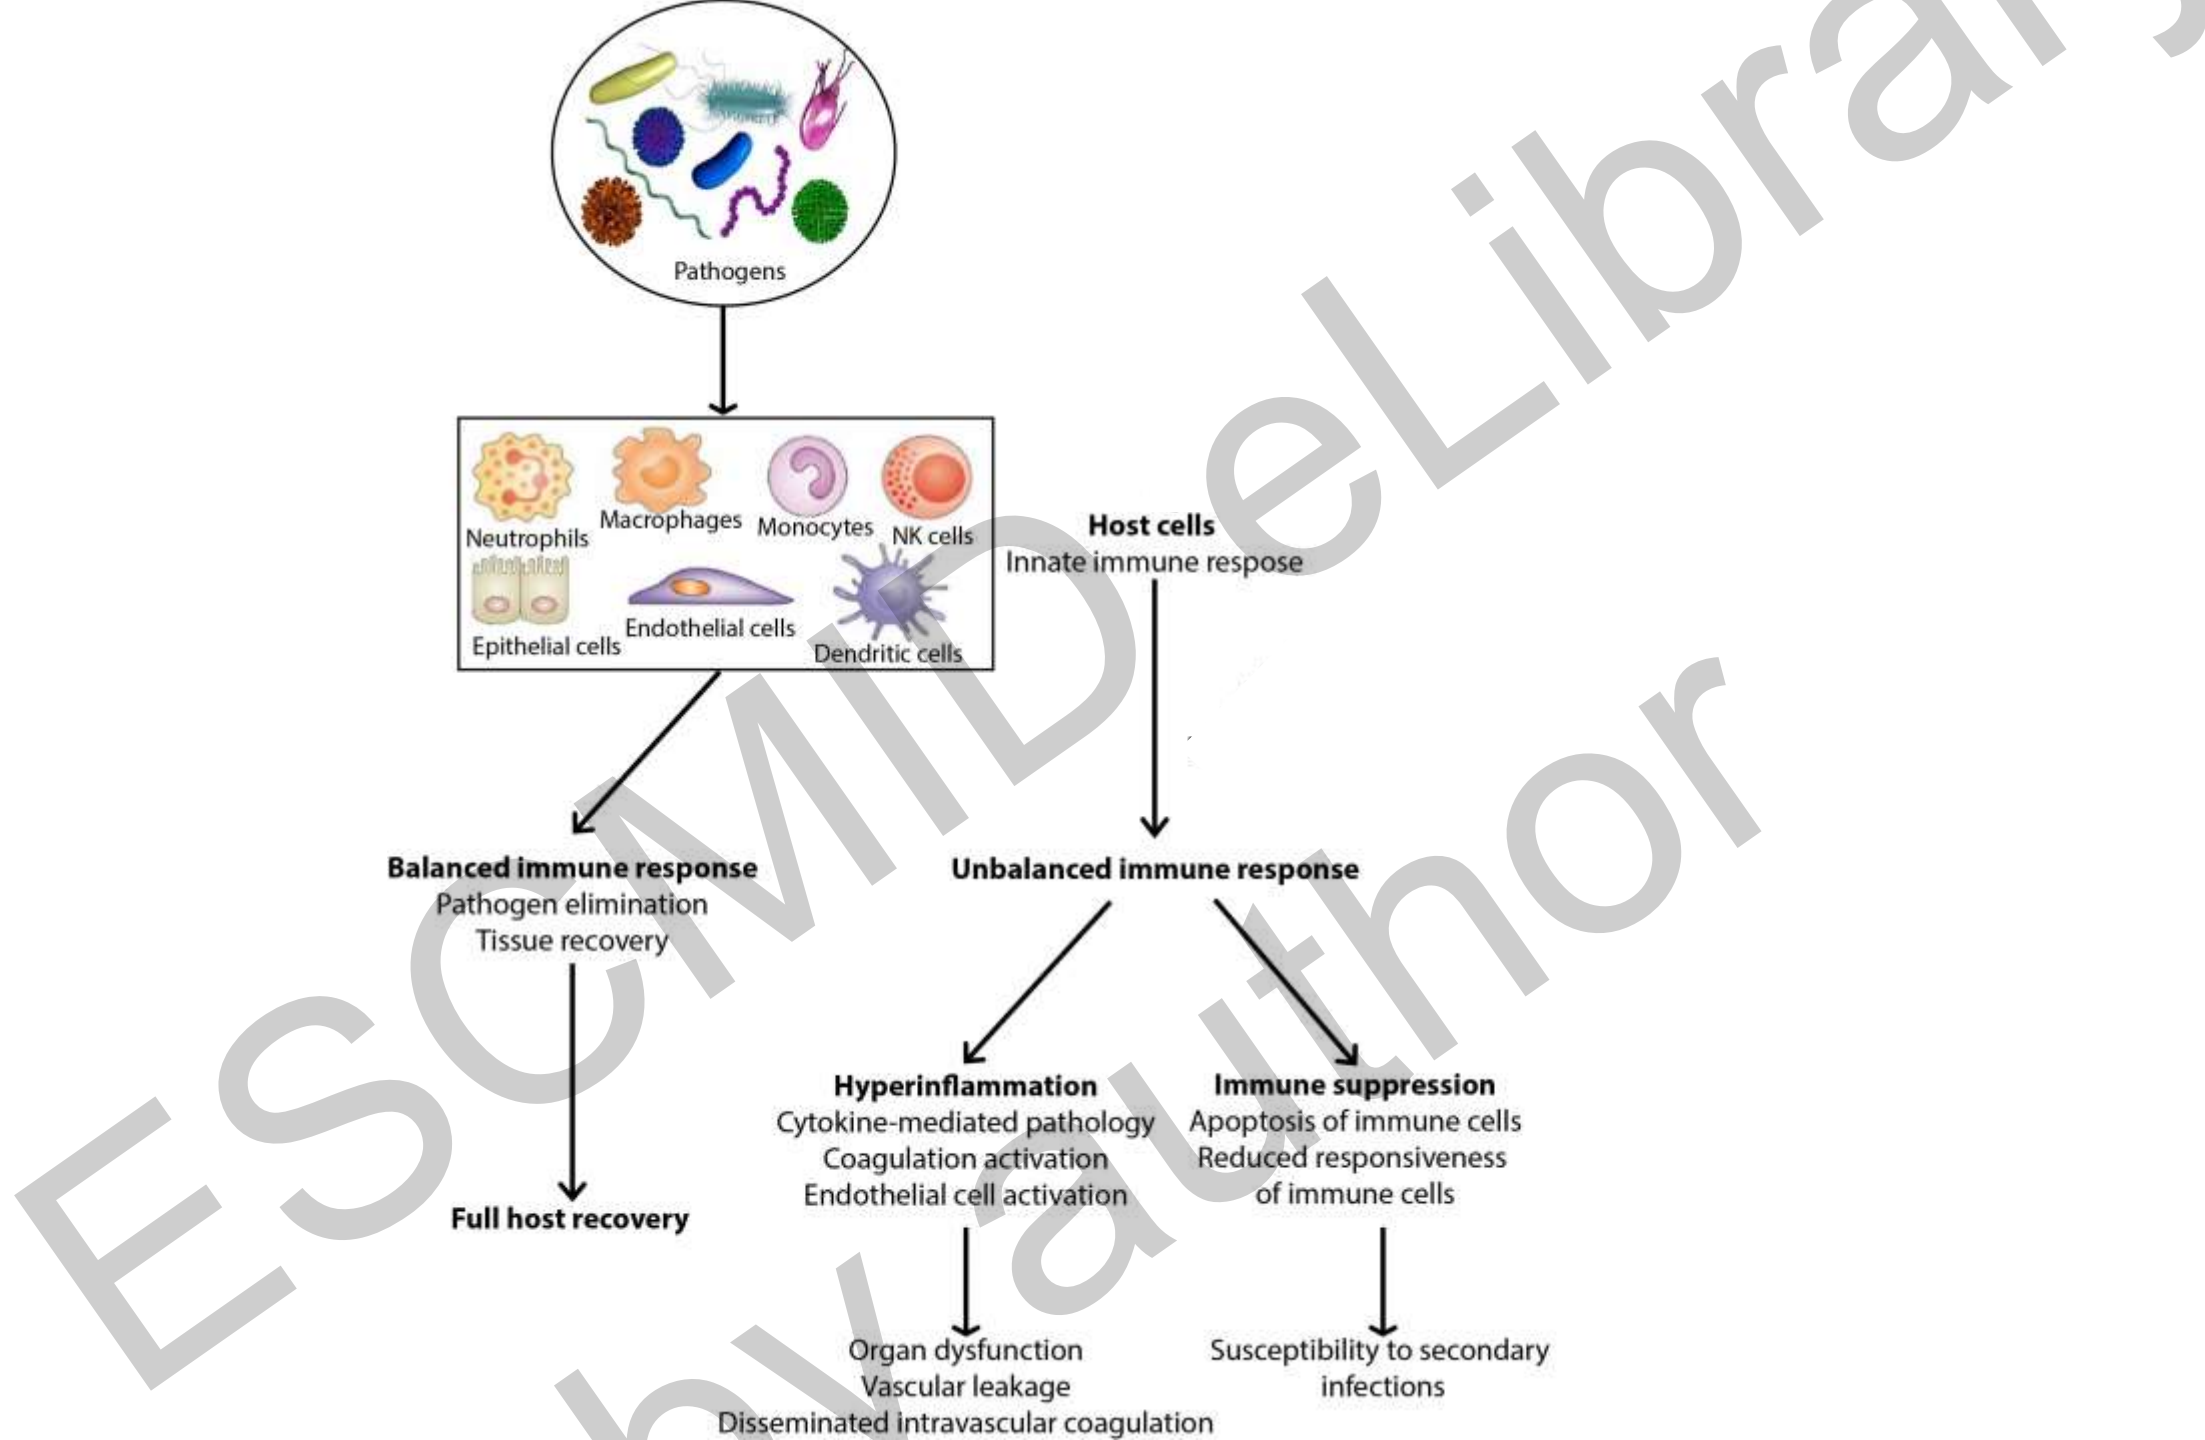 Pathogens
Neutrophils
Macrophages
Monocytes
NK cells
Epithelial cells
Endothelial cells
Dendritic cells
Host cells
Innate immune respose
Balanced immune response
Pathogen elimination
Tissue recovery
Full host recovery
Unbalanced immune response
Hyperinflammation
Cytokine-mediated pathology
Coagulation activation
Endothelial cell activation
Organ dysfunction
Vascular leakage
Disseminated intravascular coagulation
Immune suppression
Apoptosis of immune cells
Reduced responsiveness
of immune cells
Susceptibility to secondary
infections
ESCMID eLibrary
by author